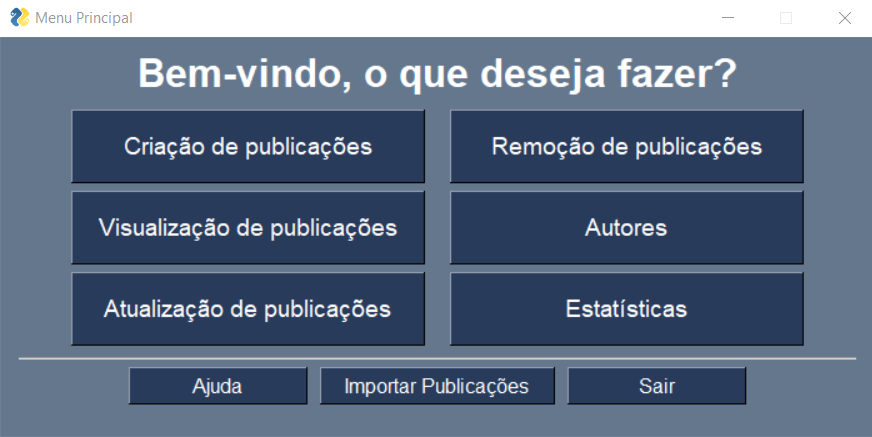 Menu Principal
Bem-vindo, o que deseja fazer?
Criação de publicações
Remoção de publicações
Visualização de publicações
Autores
Atualização de publicações
Estatísticas
Ajuda
Importar Publicações
Sair